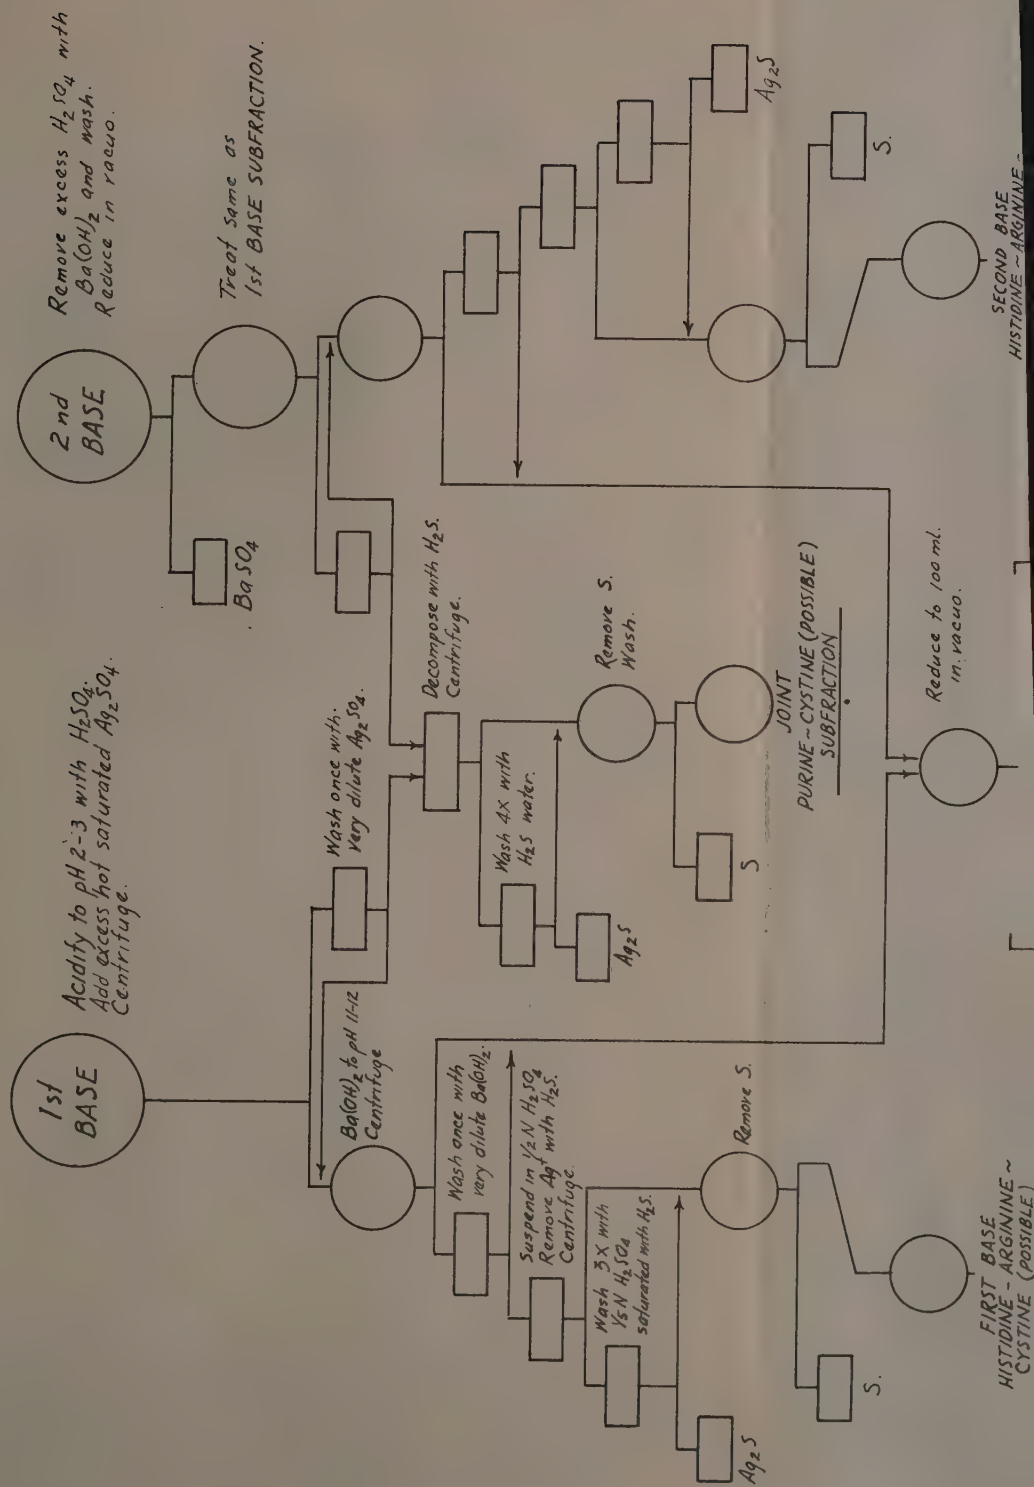 1st
BASE
Acidify to pH 2-3 with H₂SO₄.
Add excess hot saturated Ag₂SO₄.
Centrifuge.
2nd
BASE
Remove excess H₂SO₄ with
Ba(OH)₂ and wash.
Reduce in vacuo.
BaSO₄
Treat same as
1st BASE SUBFRACTION.
Wash once with
very dilute Ag₂SO₄.
Ba(OH)₂ to pH 11-12
Centrifuge
Decompose with H₂S.
Centrifuge.
Wash once with
very dilute Ba(OH)₂.
Wash 4X with
H₂S water.
Suspend in 1/2 N H₂SO₄
Remove Ag⁺ with H₂S.
Centrifuge.
Remove S.
Wash.
Ag₂S
Wash 3X with
1/5 N H₂SO₄
saturated with H₂S.
Ag₂S
Remove S.
S
JOINT
PURINE~CYSTINE (POSSIBLE)
SUBFRACTION
Ag₂S
S.
S.
Reduce to 100 ml.
in vacuo.
FIRST BASE
HISTIDINE - ARGININE ~
CYSTINE (POSSIBLE)
SECOND BASE
HISTIDINE ~ ARGININE -